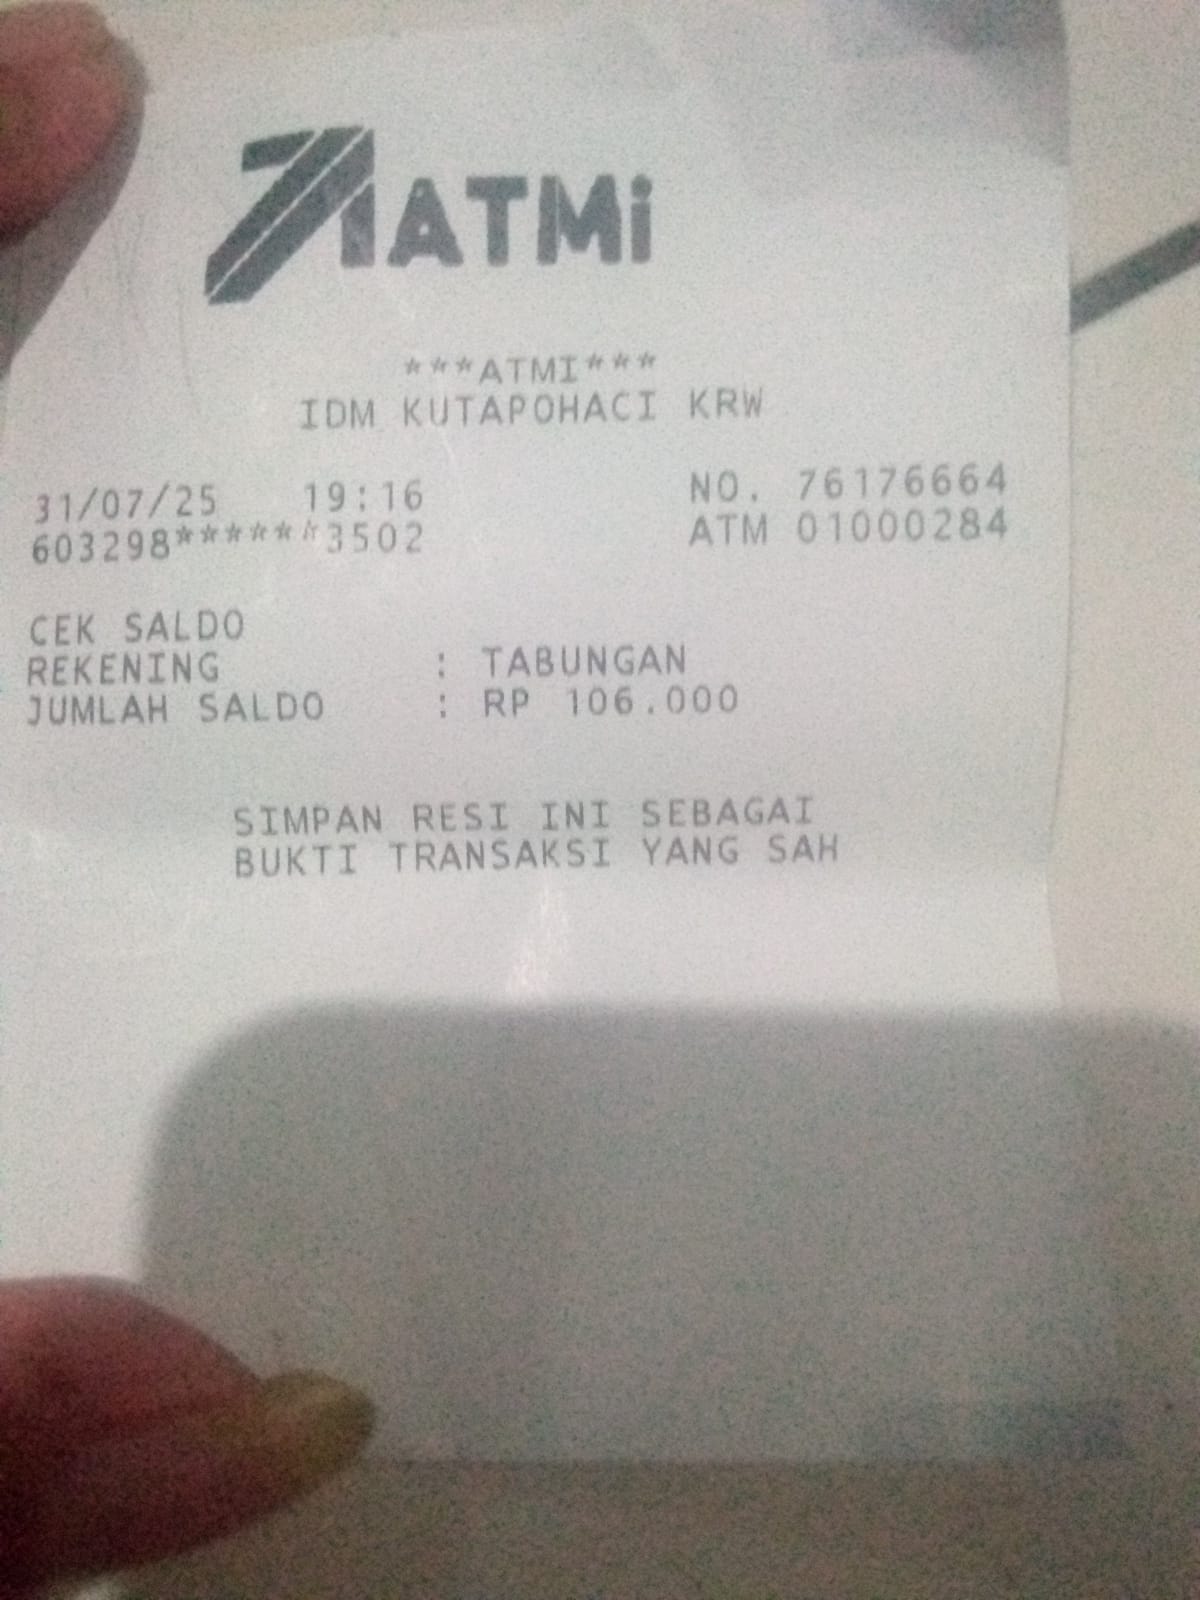 ATMi
***ATMI***
IDM KUTAPOHACI KRW
31/07/25 19:16 NO. 76176664
603298******3502 ATM 01000284
CEK SALDO
REKENING : TABUNGAN
JUMLAH SALDO : RP 106.000
SIMPAN RESI INI SEBAGAI
BUKTI TRANSAKSI YANG SAH